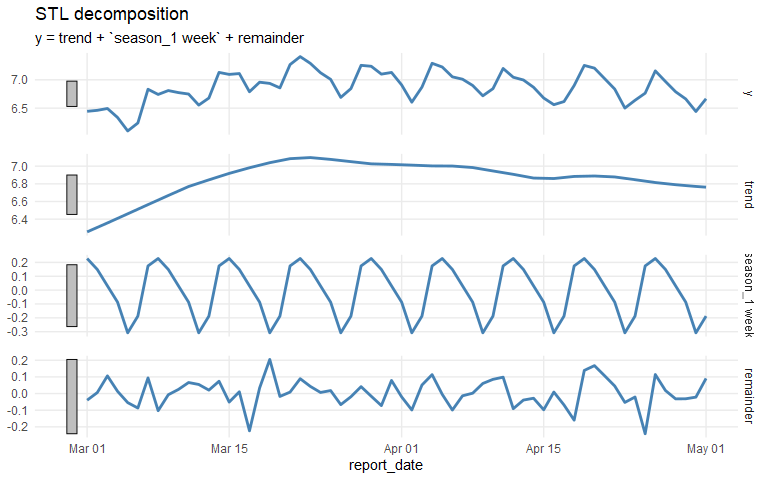 STL decomposition
y = trend + `season_1 week` + remainder
7.0
6.5
y
7.0
6.8
6.6
6.4
trend
0.2
0.1
0.0
-0.1
-0.2
-0.3
season_1 week
0.2
0.1
0.0
-0.1
-0.2
remainder
Mar 01
Mar 15
Apr 01
Apr 15
May 01
report_date